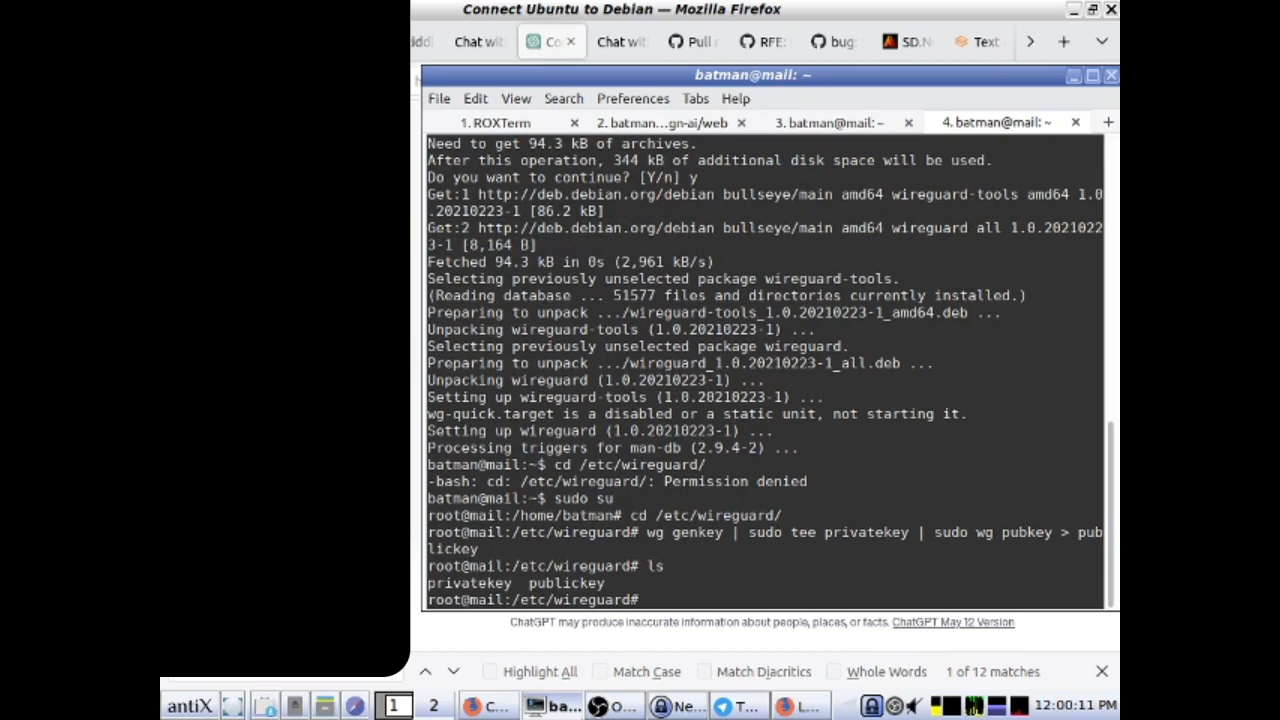 Connect Ubuntu to Debian — Mozilla Firefox
Chat wit Co Chat wit Pull RFE: bug: SD.N Text
batman@mail: ~
File Edit View Search Preferences Tabs Help
1. ROXTerm 2. batman...gn-ai/web 3. batman@mail: ~ 4. batman@mail: ~
Need to get 94.3 kB of archives.
After this operation, 344 kB of additional disk space will be used.
Do you want to continue? [Y/n] y
Get:1 http://deb.debian.org/debian bullseye/main amd64 wireguard-tools amd64 1.0
.20210223-1 [86.2 kB]
Get:2 http://deb.debian.org/debian bullseye/main amd64 wireguard all 1.0.2021022
3-1 [8,164 B]
Fetched 94.3 kB in 0s (2,961 kB/s)
Selecting previously unselected package wireguard-tools.
(Reading database ... 51577 files and directories currently installed.)
Preparing to unpack .../wireguard-tools_1.0.20210223-1_amd64.deb ...
Unpacking wireguard-tools (1.0.20210223-1) ...
Selecting previously unselected package wireguard.
Preparing to unpack .../wireguard_1.0.20210223-1_all.deb ...
Unpacking wireguard (1.0.20210223-1) ...
Setting up wireguard-tools (1.0.20210223-1) ...
wg-quick.target is a disabled or a static unit, not starting it.
Setting up wireguard (1.0.20210223-1) ...
Processing triggers for man-db (2.9.4-2) ...
batman@mail:~$ cd /etc/wireguard/
-bash: cd: /etc/wireguard/: Permission denied
batman@mail:~$ sudo su
root@mail:/home/batman# cd /etc/wireguard/
root@mail:/etc/wireguard# wg genkey | sudo tee privatekey | sudo wg pubkey > pub
lickey
root@mail:/etc/wireguard# ls
privatekey  publickey
root@mail:/etc/wireguard#
ChatGPT may produce inaccurate information about people, places, or facts. ChatGPT May 12 Version
Highlight All Match Case Match Diacritics Whole Words 1 of 12 matches
antiX 1 2 C... ba... O... Ne... T... L... 12:00:11 PM